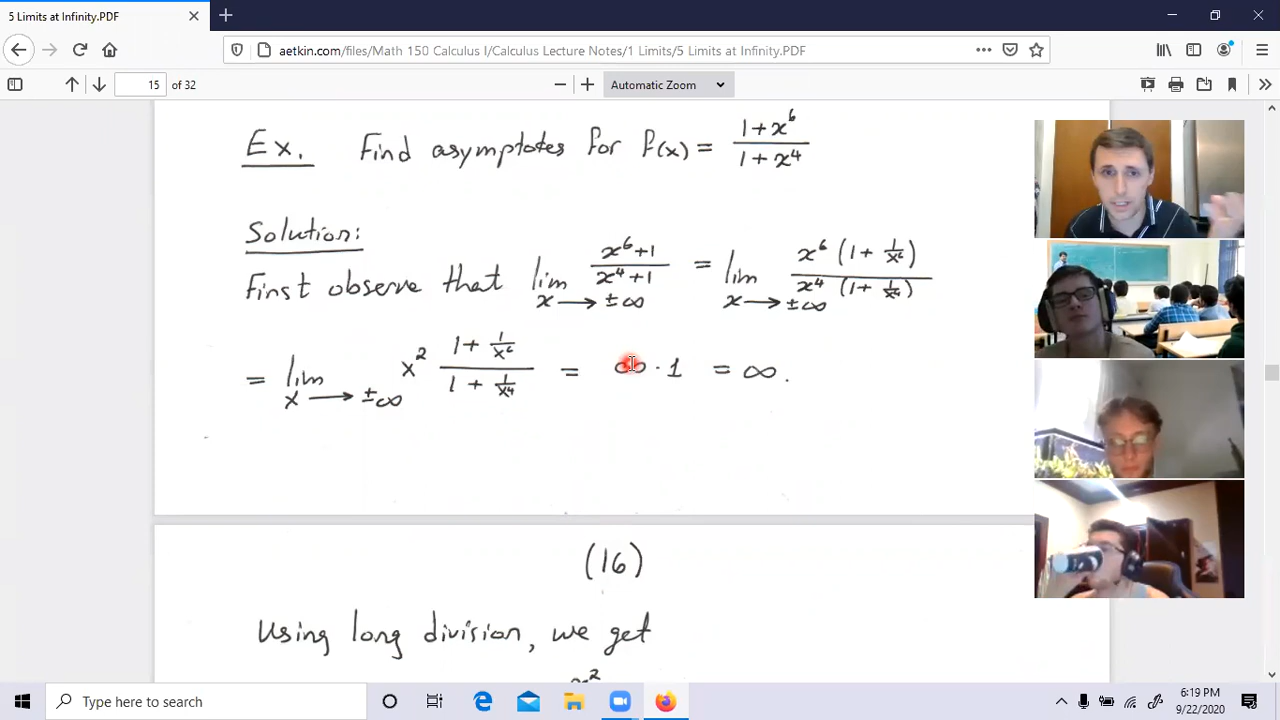 5 Limits at Infinity.PDF
aetkin.com/files/Math 150 Calculus I/Calculus Lecture Notes/1 Limits/5 Limits at Infinity.PDF
15 of 32
Automatic Zoom
Ex. Find asymptotes for f(x) = (1+x^6)/(1+x^4)
Solution:
First observe that lim x→±∞ (x^6+1)/(x^4+1) = lim x→±∞ (x^6 (1+1/x^6))/(x^4 (1+1/x^4))
= lim x→±∞ x^2 (1+1/x^6)/(1+1/x^4) = ∞ · 1 = ∞.
(16)
Using long division, we get
Type here to search
6:19 PM
9/22/2020